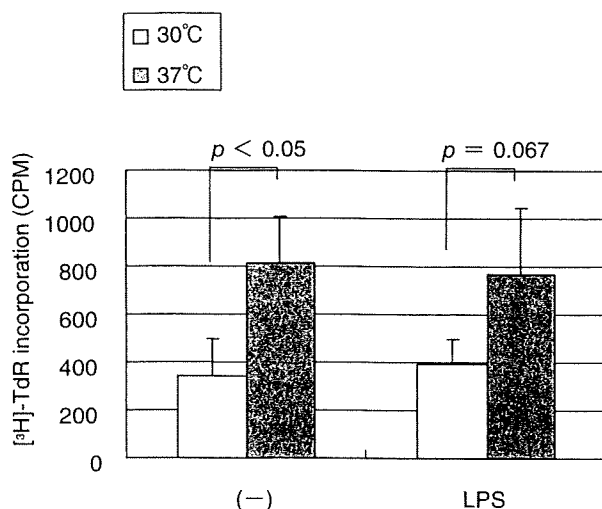 30℃
37℃
p < 0.05
p = 0.067
[³H]-TdR incorporation (CPM)
1200
1000
800
600
400
200
0
(−)
LPS